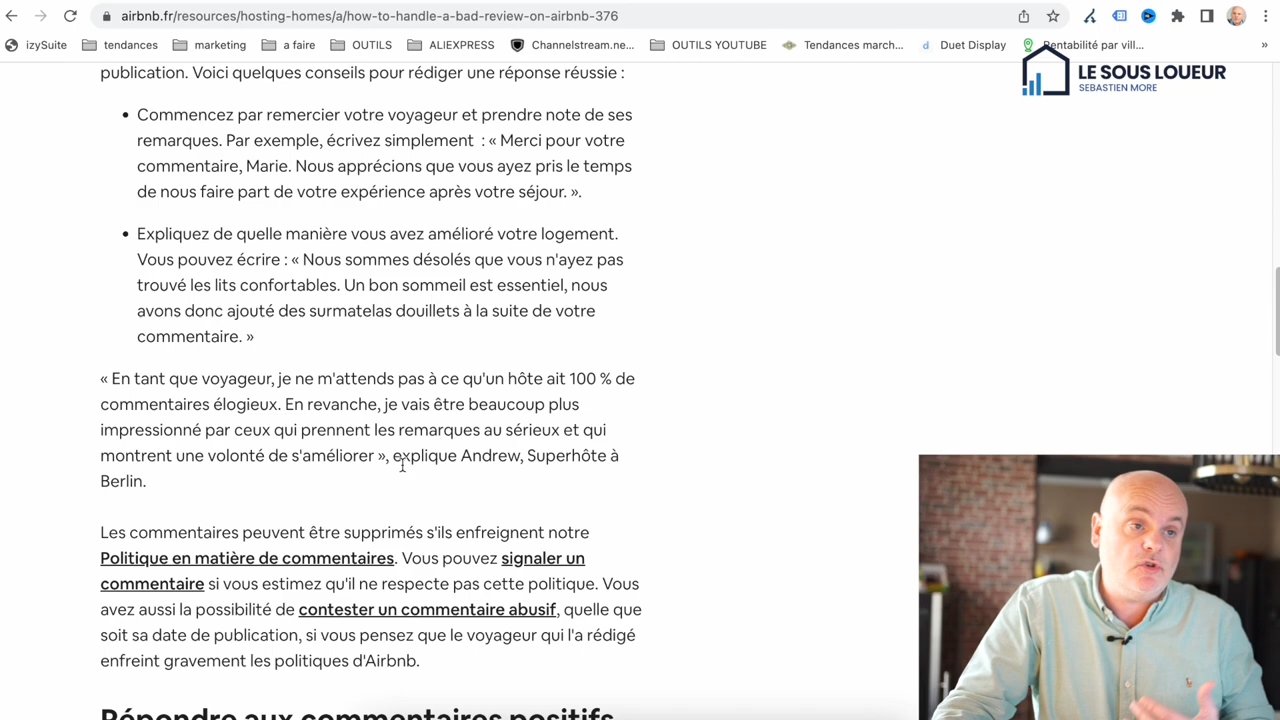 airbnb.fr/resources/hosting-homes/a/how-to-handle-a-bad-review-on-airbnb-376
izySuite
tendances
marketing
a faire
OUTILS
ALIEXPRESS
Channelstream.ne...
OUTILS YOUTUBE
Tendances march...
Duet Display
Rentabilité par vill...
»
LE SOUS LOUEUR
SEBASTIEN MORE
publication. Voici quelques conseils pour rédiger une réponse réussie :
• Commencez par remercier votre voyageur et prendre note de ses
remarques. Par exemple, écrivez simplement : « Merci pour votre
commentaire, Marie. Nous apprécions que vous ayez pris le temps
de nous faire part de votre expérience après votre séjour. ».
• Expliquez de quelle manière vous avez amélioré votre logement.
Vous pouvez écrire : « Nous sommes désolés que vous n'ayez pas
trouvé les lits confortables. Un bon sommeil est essentiel, nous
avons donc ajouté des surmatelas douillets à la suite de votre
commentaire. »
« En tant que voyageur, je ne m'attends pas à ce qu'un hôte ait 100 % de
commentaires élogieux. En revanche, je vais être beaucoup plus
impressionné par ceux qui prennent les remarques au sérieux et qui
montrent une volonté de s'améliorer », explique Andrew, Superhôte à
Berlin.
Les commentaires peuvent être supprimés s'ils enfreignent notre
Politique en matière de commentaires. Vous pouvez signaler un
commentaire si vous estimez qu'il ne respecte pas cette politique. Vous
avez aussi la possibilité de contester un commentaire abusif, quelle que
soit sa date de publication, si vous pensez que le voyageur qui l'a rédigé
enfreint gravement les politiques d'Airbnb.
Répondre aux commentaires positifs